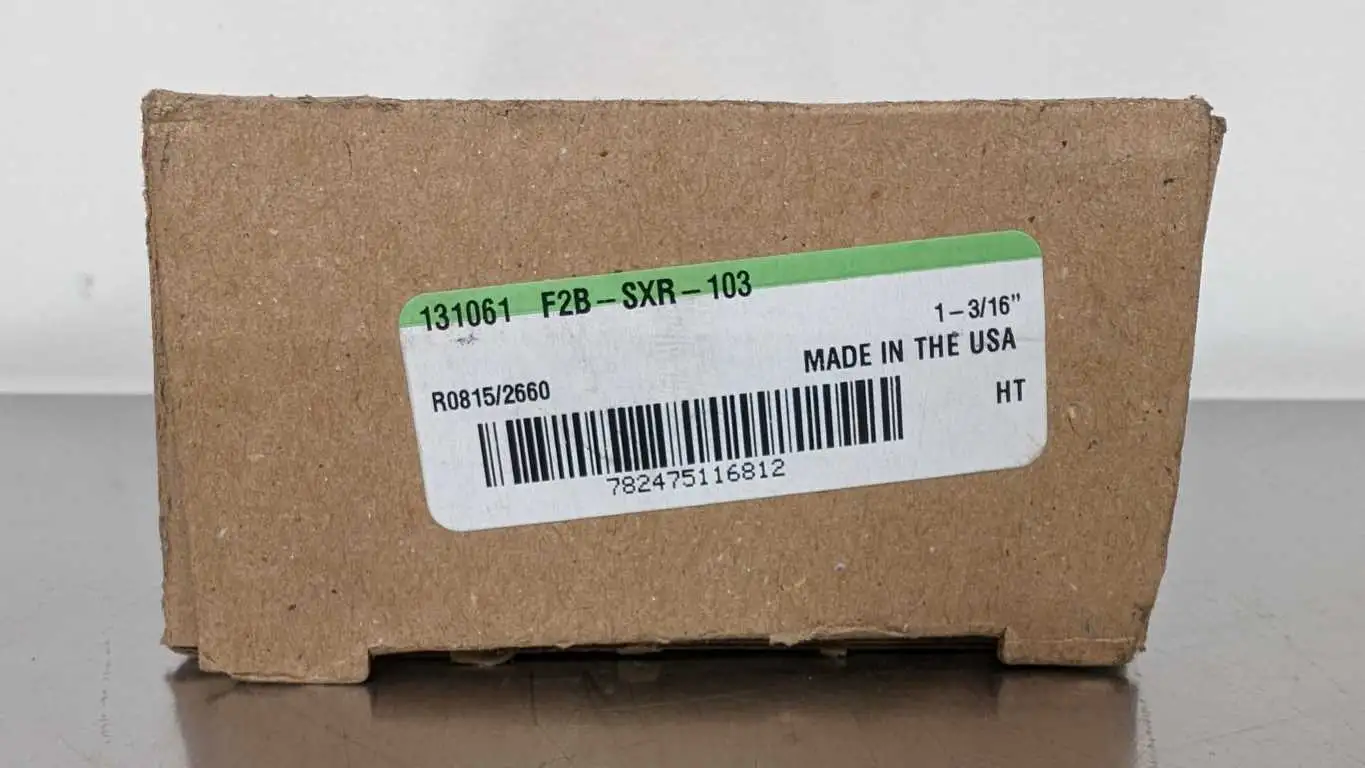 131061 F2B-SXR-103
1-3/16"
MADE IN THE USA
R0815/2660
HT
782475116812